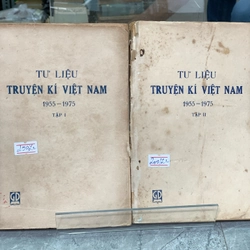 TƯ LIỆU
TRUYỆN KÍ VIỆT NAM
1955-1975
TẬP I
TƯ LIỆU
TRUYỆN KÍ VIỆT NAM
1955-1975
TẬP II